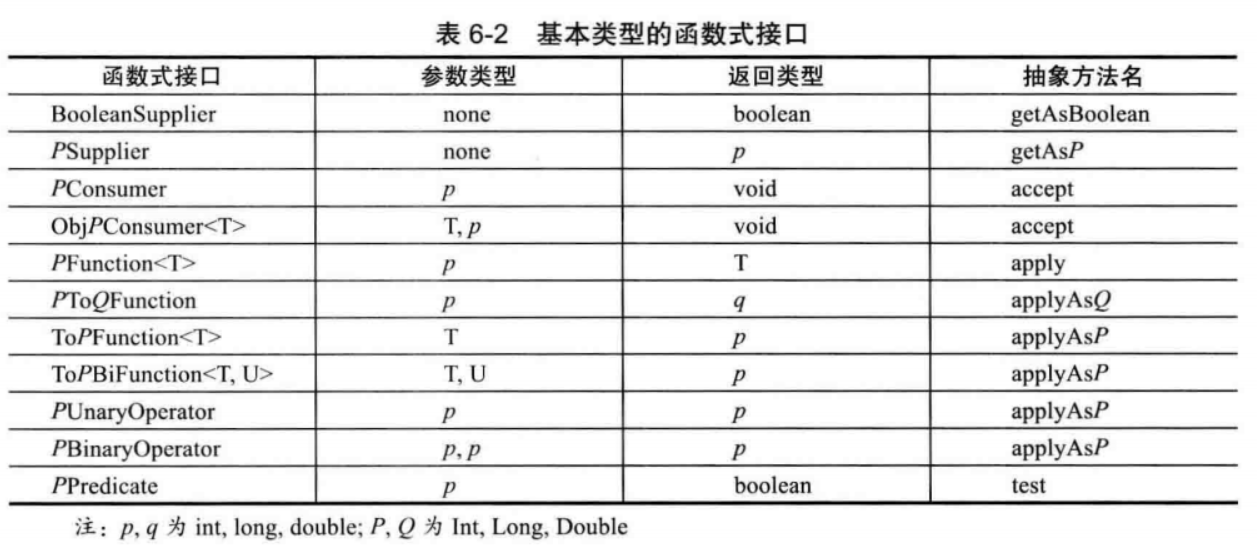 表 6-2 基本类型的函数式接口
函数式接口 参数类型 返回类型 抽象方法名
BooleanSupplier none boolean getAsBoolean
PSupplier none p getAsP
PConsumer p void accept
ObjPConsumer<T> T, p void accept
PFunction<T> p T apply
PToQFunction p q applyAsQ
ToPFunction<T> T p applyAsP
ToPBiFunction<T, U> T, U p applyAsP
PUnaryOperator p p applyAsP
PBinaryOperator p, p p applyAsP
PPredicate p boolean test
注：p, q 为 int, long, double; P, Q 为 Int, Long, Double